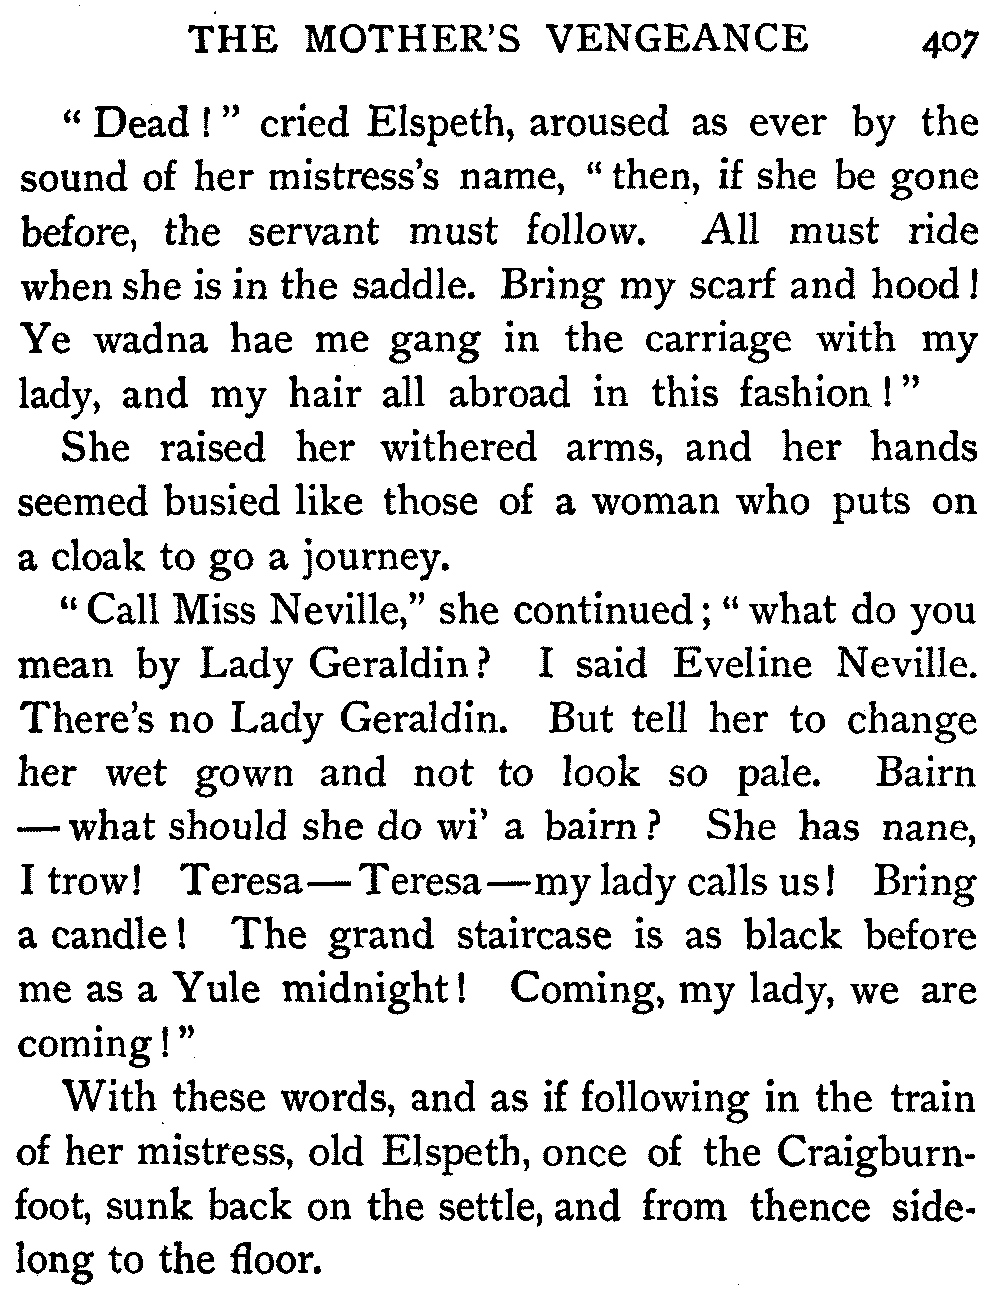 THE MOTHER'S VENGEANCE 407
“ Dead ! ” cried Elspeth, aroused as ever by the
sound of her mistress's name, “ then, if she be gone
before, the servant must follow. All must ride
when she is in the saddle. Bring my scarf and hood !
Ye wadna hae me gang in the carriage with my
lady, and my hair all abroad in this fashion ! ”
She raised her withered arms, and her hands
seemed busied like those of a woman who puts on
a cloak to go a journey.
“ Call Miss Neville,” she continued ; “ what do you
mean by Lady Geraldin ? I said Eveline Neville.
There's no Lady Geraldin. But tell her to change
her wet gown and not to look so pale. Bairn
— what should she do wi' a bairn ? She has nane,
I trow! Teresa — Teresa — my lady calls us ! Bring
a candle ! The grand staircase is as black before
me as a Yule midnight ! Coming, my lady, we are
coming ! ”
With these words, and as if following in the train
of her mistress, old Elspeth, once of the Craigburn-
foot, sunk back on the settle, and from thence side-
long to the floor.